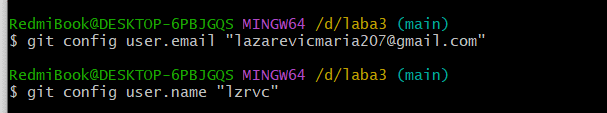 RedmiBook@DESKTOP-6PBJGQS MINGW64 /d/laba3 (main)
$ git config user.email "lazarevicmaria207@gmail.com"
RedmiBook@DESKTOP-6PBJGQS MINGW64 /d/laba3 (main)
$ git config user.name "lzrvc"